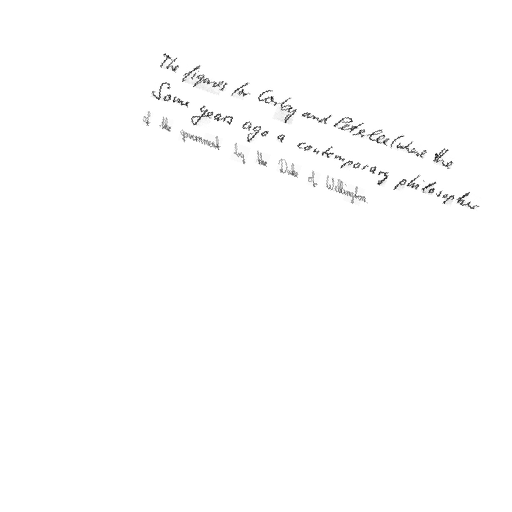 The figures for Corby and Peterlee (where the
Some years ago a contemporary philosopher
of the government by the Duke of Wellington